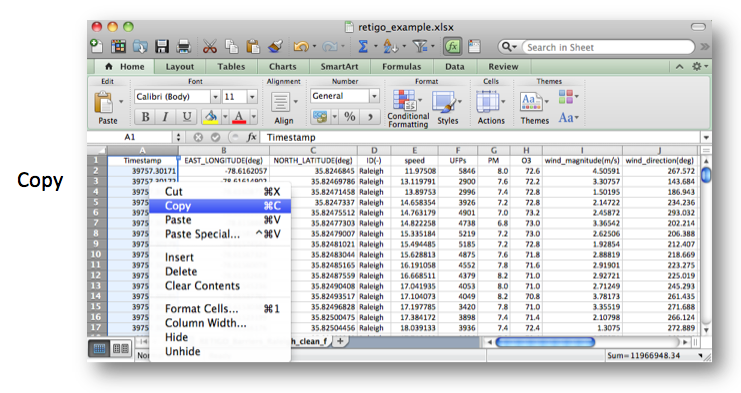 retigo_example.xlsx
Search in Sheet
Home Layout Tables Charts SmartArt Formulas Data Review
Edit Font Alignment Number Format Cells Themes
Calibri (Body) 11 General
Paste B I U A Align % Conditional Formatting Styles Actions Themes Aa
A1 fx Timestamp
A B C D E F G H I J
1 Timestamp EAST_LONGITUDE(deg) NORTH_LATITUDE(deg) ID(-) speed UFPs PM O3 wind_magnitude(m/s) wind_direction(deg)
2 39757.30171 -78.6162057 35.8246845 Raleigh 11.97508 5846 8.0 72.6 4.50591 267.572
3 35.82469786 Raleigh 13.119791 2900 7.6 72.2 3.30757 143.684
4 3975 35.82471458 Raleigh 13.89753 2996 7.4 72.8 1.50195 186.943
5 3975 35.8247337 Raleigh 14.658354 3926 7.2 72.8 2.14722 234.236
6 3975 35.82475512 Raleigh 14.763179 4901 7.0 73.2 2.45872 293.032
7 3975 35.82477303 Raleigh 14.822758 4738 6.8 73.0 3.36542 202.214
8 3975 35.82479007 Raleigh 15.335184 5219 7.2 73.0 2.62506 206.388
9 3975 35.82481021 Raleigh 15.494485 5185 7.2 72.8 1.92854 212.407
10 3975 35.82483044 Raleigh 15.628813 4875 7.6 71.8 2.88819 218.669
11 3975 35.82485165 Raleigh 16.191058 4552 7.8 71.6 2.91901 223.275
12 3975 35.82487559 Raleigh 16.668511 4379 8.2 71.0 2.92721 225.019
13 3975 35.82490408 Raleigh 17.041935 4053 8.0 71.0 2.71249 245.293
14 3975 35.82493517 Raleigh 17.104073 4049 8.2 70.8 3.78173 261.435
15 3975 35.82496828 Raleigh 17.197785 3420 7.8 71.0 3.35519 271.688
16 3975 35.82500475 Raleigh 17.384172 3898 7.4 71.4 2.10798 266.124
17 3975 35.82504456 Raleigh 18.039133 3936 7.4 72.4 1.3075 272.889
Copy
Cut ⌘X
Copy ⌘C
Paste ⌘V
Paste Special... ^⌘V
Insert
Delete
Clear Contents
Format Cells... ⌘1
Column Width...
Hide
Unhide
_clean_f
Sum=11966948.34